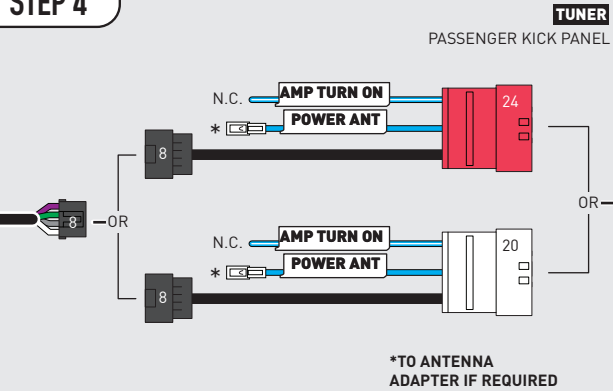 STEP 4
TUNER
PASSENGER KICK PANEL
N.C. AMP TURN ON
* POWER ANT
24
8
8
OR
OR
N.C. AMP TURN ON
* POWER ANT
20
8
*TO ANTENNA
ADAPTER IF REQUIRED